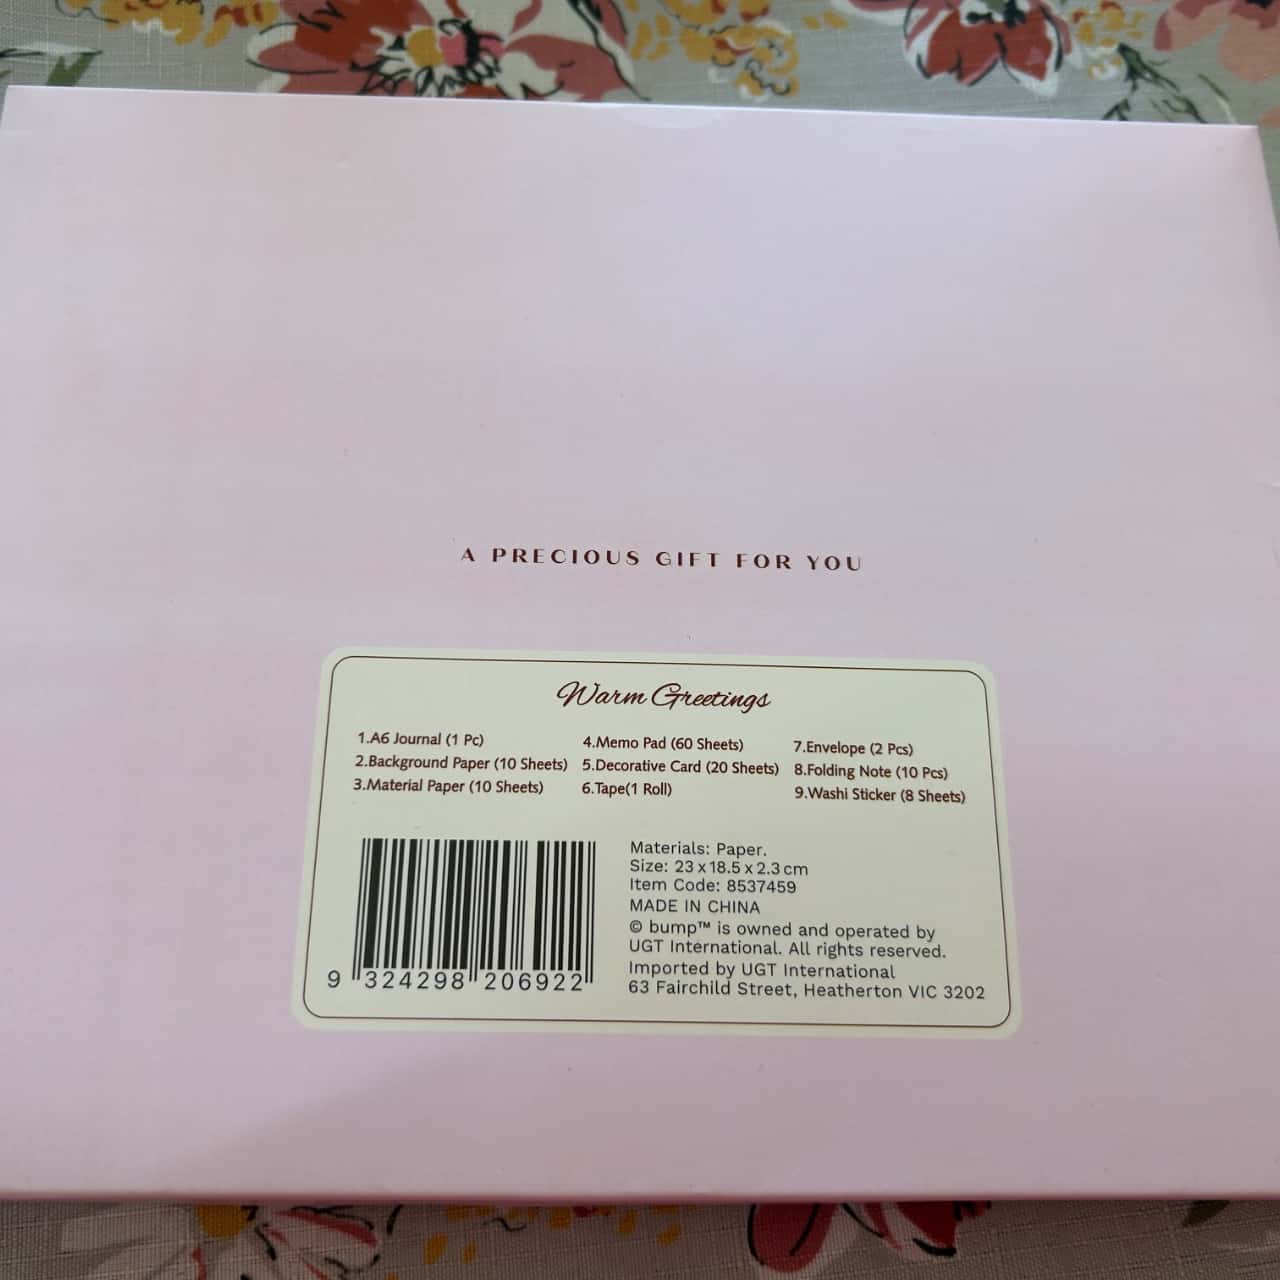 A PRECIOUS GIFT FOR YOU
Warm Greetings
1.A6 Journal (1 Pc)
2.Background Paper (10 Sheets)
3.Material Paper (10 Sheets)
4.Memo Pad (60 Sheets)
5.Decorative Card (20 Sheets)
6.Tape(1 Roll)
7.Envelope (2 Pcs)
8.Folding Note (10 Pcs)
9.Washi Sticker (8 Sheets)
9 324298 206922
Materials: Paper.
Size: 23 x 18.5 x 2.3 cm
Item Code: 8537459
MADE IN CHINA
© bump™ is owned and operated by
UGT International. All rights reserved.
Imported by UGT International
63 Fairchild Street, Heatherton VIC 3202